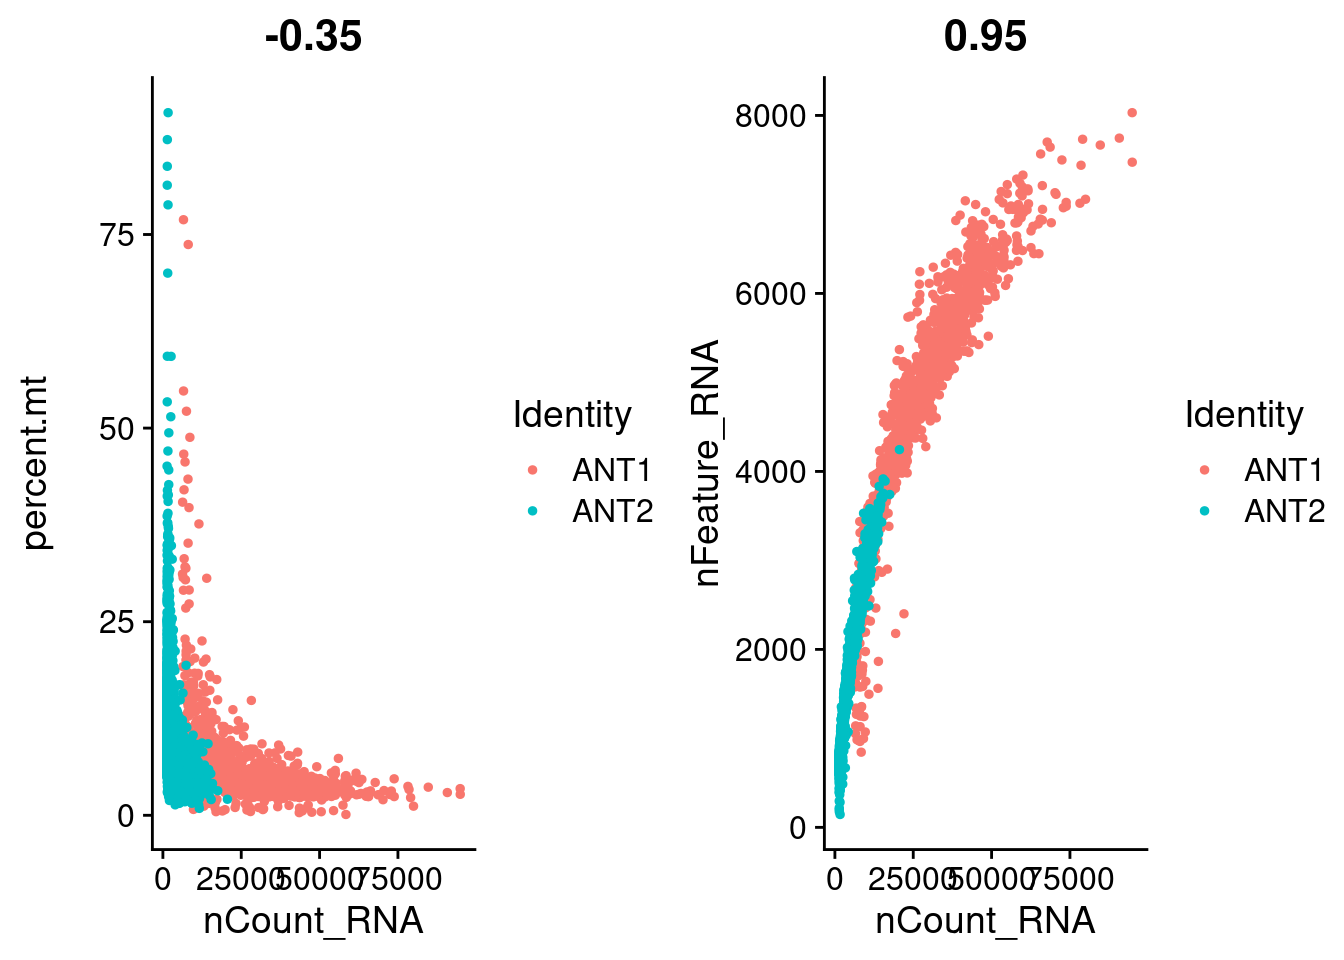 -0.35
percent.mt
75
50
25
0
0 25000 50000 75000
nCount_RNA
Identity
ANT1
ANT2
0.95
nFeature_RNA
8000
6000
4000
2000
0
0 25000 50000 75000
nCount_RNA
Identity
ANT1
ANT2